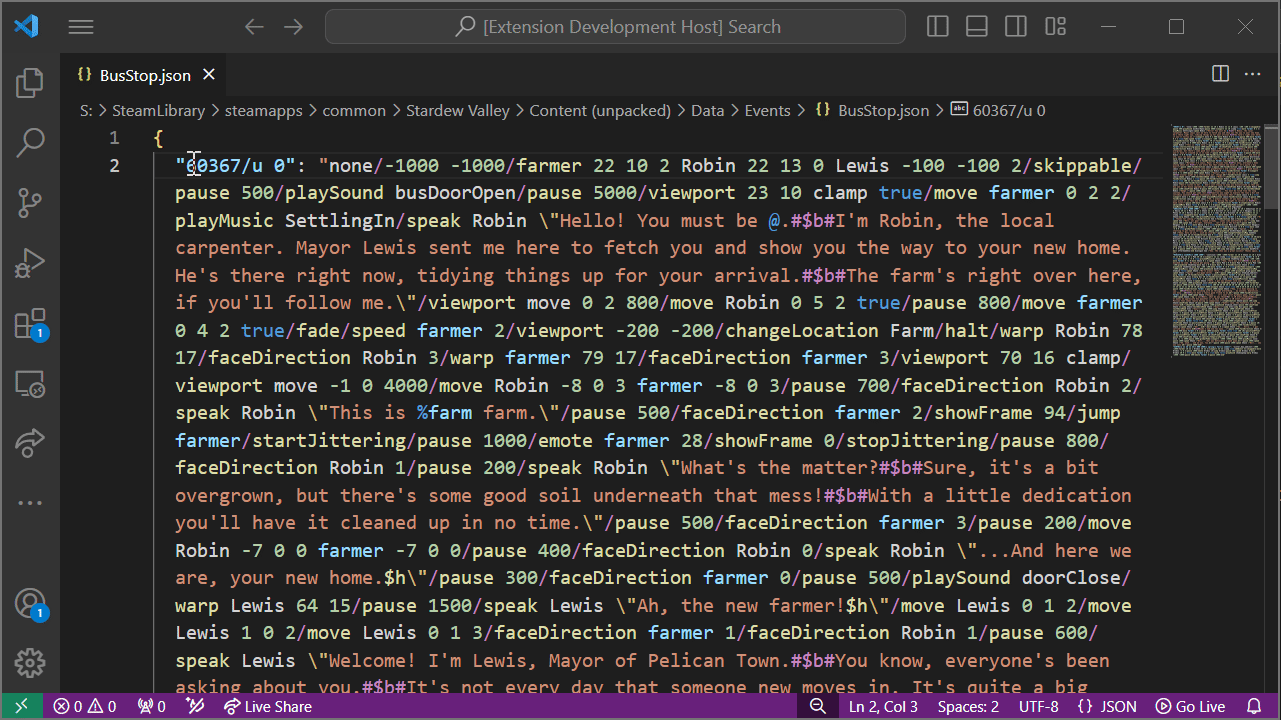 [Extension Development Host] Search
{} BusStop.json ×
S: > SteamLibrary > steamapps > common > Stardew Valley > Content (unpacked) > Data > Events > {} BusStop.json > abc 60367/u 0
1 {
2 "60367/u 0": "none/-1000 -1000/farmer 22 10 2 Robin 22 13 0 Lewis -100 -100 2/skippable/
pause 500/playSound busDoorOpen/pause 5000/viewport 23 10 clamp true/move farmer 0 2 2/
playMusic SettlingIn/speak Robin \"Hello! You must be @.#$b#I'm Robin, the local
carpenter. Mayor Lewis sent me here to fetch you and show you the way to your new home.
He's there right now, tidying things up for your arrival.#$b#The farm's right over here,
if you'll follow me.\"/viewport move 0 2 800/move Robin 0 5 2 true/pause 800/move farmer
0 4 2 true/fade/speed farmer 2/viewport -200 -200/changeLocation Farm/halt/warp Robin 78
17/faceDirection Robin 3/warp farmer 79 17/faceDirection farmer 3/viewport 70 16 clamp/
viewport move -1 0 4000/move Robin -8 0 3 farmer -8 0 3/pause 700/faceDirection Robin 2/
speak Robin \"This is %farm farm.\"/pause 500/faceDirection farmer 2/showFrame 94/jump
farmer/startJittering/pause 1000/emote farmer 28/showFrame 0/stopJittering/pause 800/
faceDirection Robin 1/pause 200/speak Robin \"What's the matter?#$b#Sure, it's a bit
overgrown, but there's some good soil underneath that mess!#$b#With a little dedication
you'll have it cleaned up in no time.\"/pause 500/faceDirection farmer 3/pause 200/move
Robin -7 0 0 farmer -7 0 0/pause 400/faceDirection Robin 0/speak Robin \"...And here we
are, your new home.$h\"/pause 300/faceDirection farmer 0/pause 500/playSound doorClose/
warp Lewis 64 15/pause 1500/speak Lewis \"Ah, the new farmer!$h\"/move Lewis 0 1 2/move
Lewis 1 0 2/move Lewis 0 1 3/faceDirection farmer 1/faceDirection Robin 1/pause 600/
speak Lewis \"Welcome! I'm Lewis, Mayor of Pelican Town.#$b#You know, everyone's been
asking about you.#$b#It's not every day that someone new moves in. It's quite a big
1
1
0 0 0 Live Share Ln 2, Col 3 Spaces: 2 UTF-8 {} JSON Go Live